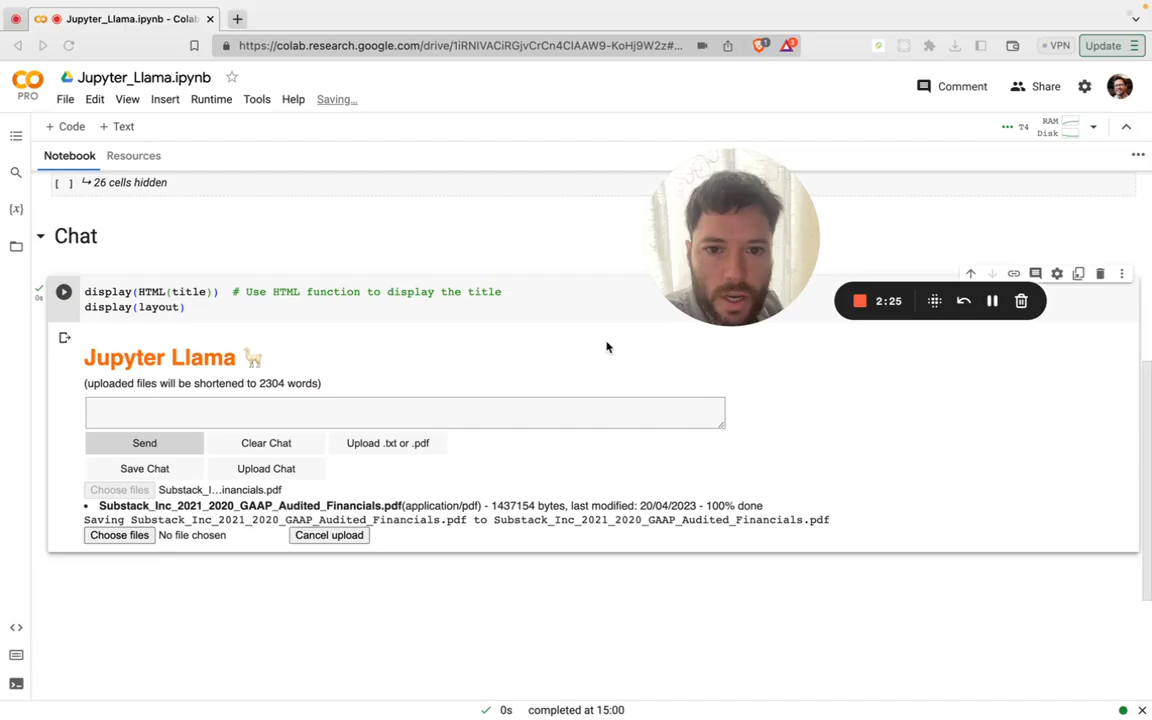 Jupyter_Llama.ipynb - Colab
https://colab.research.google.com/drive/1iRNIVACiRGjvCrCn4ClAAW9-KoHj9W2z#...
1
3
VPN
Update
PRO
Jupyter_Llama.ipynb
File Edit View Insert Runtime Tools Help Saving...
Comment
Share
+ Code + Text
T4
RAM
Disk
Notebook Resources
[ ] 26 cells hidden
Chat
0s
display(HTML(title)) # Use HTML function to display the title
display(layout)
2:25
Jupyter Llama 🦙
(uploaded files will be shortened to 2304 words)
Send Clear Chat Upload .txt or .pdf
Save Chat Upload Chat
Choose files Substack_I...inancials.pdf
• Substack_Inc_2021_2020_GAAP_Audited_Financials.pdf(application/pdf) - 1437154 bytes, last modified: 20/04/2023 - 100% done
Saving Substack_Inc_2021_2020_GAAP_Audited_Financials.pdf to Substack_Inc_2021_2020_GAAP_Audited_Financials.pdf
Choose files No file chosen Cancel upload
0s completed at 15:00